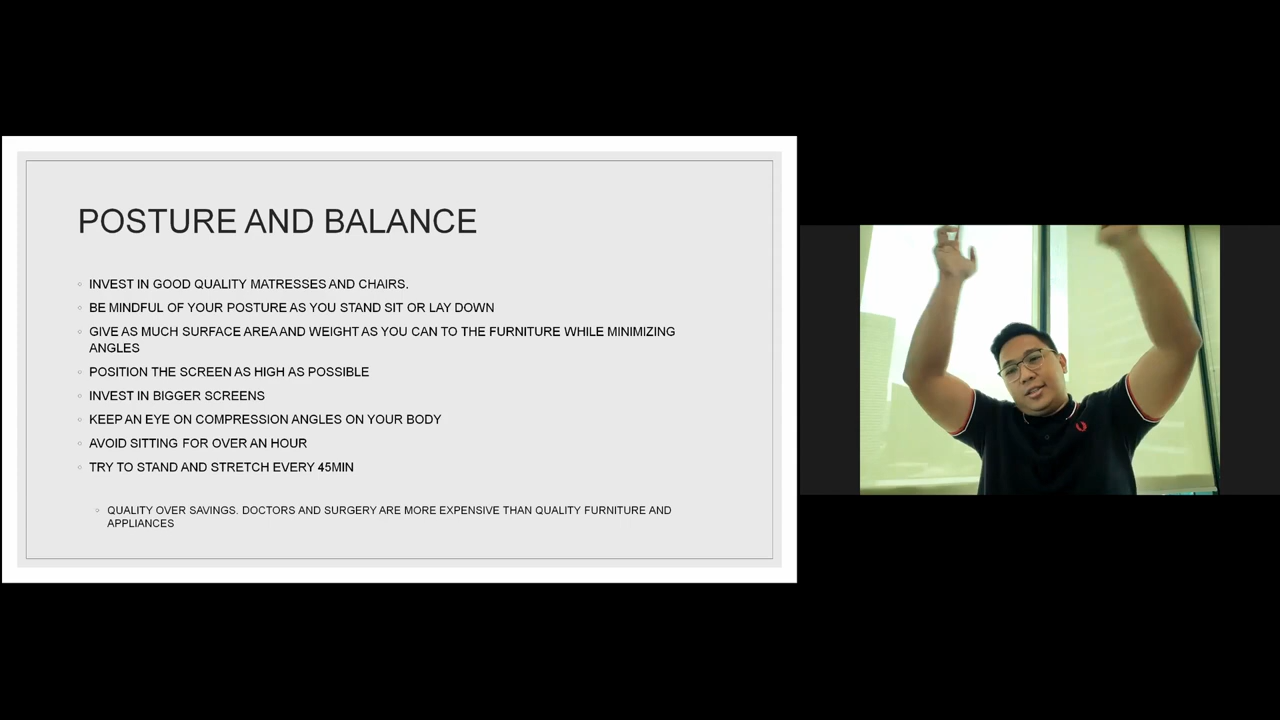 POSTURE AND BALANCE
INVEST IN GOOD QUALITY MATRESSES AND CHAIRS.
BE MINDFUL OF YOUR POSTURE AS YOU STAND SIT OR LAY DOWN
GIVE AS MUCH SURFACE AREA AND WEIGHT AS YOU CAN TO THE FURNITURE WHILE MINIMIZING
ANGLES
POSITION THE SCREEN AS HIGH AS POSSIBLE
INVEST IN BIGGER SCREENS
KEEP AN EYE ON COMPRESSION ANGLES ON YOUR BODY
AVOID SITTING FOR OVER AN HOUR
TRY TO STAND AND STRETCH EVERY 45MIN
QUALITY OVER SAVINGS. DOCTORS AND SURGERY ARE MORE EXPENSIVE THAN QUALITY FURNITURE AND
APPLIANCES